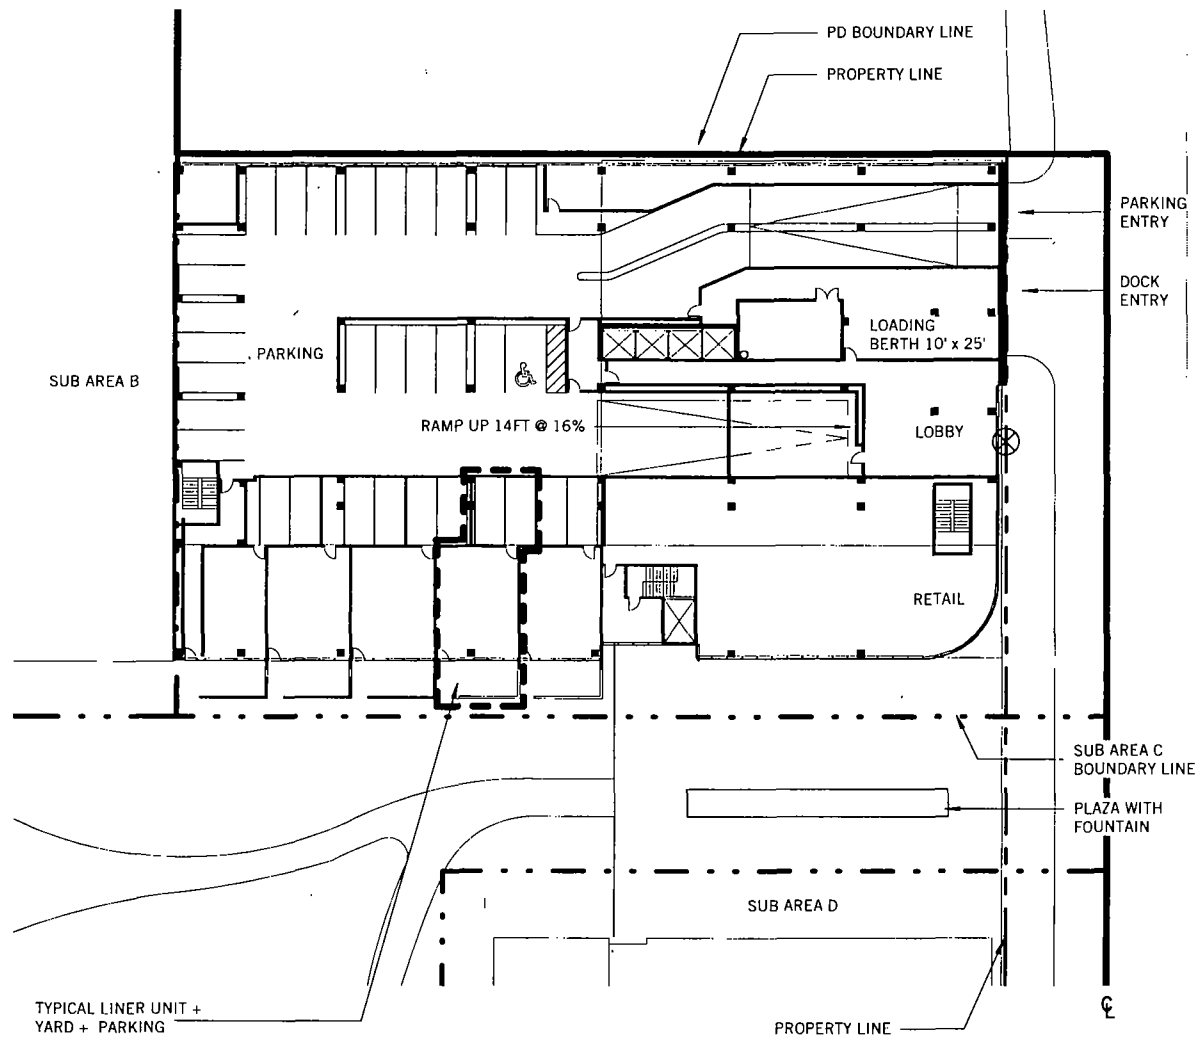 PD BOUNDARY LINE
PROPERTY LINE
PARKING
ENTRY
DOCK
ENTRY
LOADING
BERTH 10' x 25'
PARKING
SUB AREA B
RAMP UP 14FT @ 16%
LOBBY
RETAIL
SUB AREA C
BOUNDARY LINE
PLAZA WITH
FOUNTAIN
SUB AREA D
TYPICAL LINER UNIT +
YARD + PARKING
PROPERTY LINE
℄